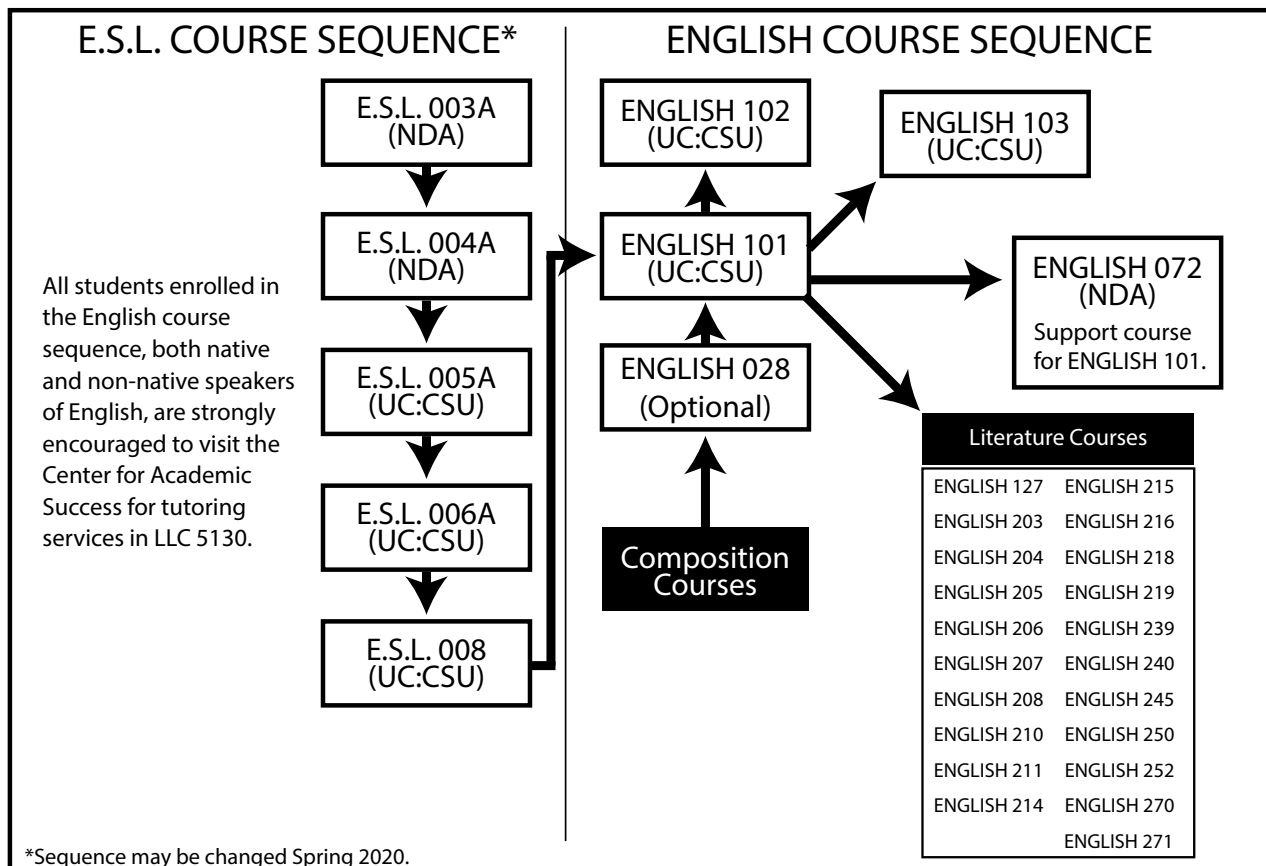 E.S.L. COURSE SEQUENCE*
E.S.L. 003A
(NDA)
E.S.L. 004A
(NDA)
All students enrolled in
the English course
sequence, both native
and non-native speakers
of English, are strongly
encouraged to visit the
Center for Academic
Success for tutoring
services in LLC 5130.
E.S.L. 005A
(UC:CSU)
E.S.L. 006A
(UC:CSU)
E.S.L. 008
(UC:CSU)
*Sequence may be changed Spring 2020.
ENGLISH COURSE SEQUENCE
ENGLISH 102
(UC:CSU)
ENGLISH 103
(UC:CSU)
ENGLISH 101
(UC:CSU)
ENGLISH 072
(NDA)
Support course
for ENGLISH 101.
ENGLISH 028
(Optional)
Composition
Courses
Literature Courses
ENGLISH 127 ENGLISH 215
ENGLISH 203 ENGLISH 216
ENGLISH 204 ENGLISH 218
ENGLISH 205 ENGLISH 219
ENGLISH 206 ENGLISH 239
ENGLISH 207 ENGLISH 240
ENGLISH 208 ENGLISH 245
ENGLISH 210 ENGLISH 250
ENGLISH 211 ENGLISH 252
ENGLISH 214 ENGLISH 270
ENGLISH 271